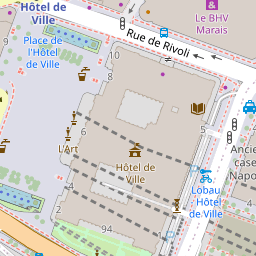 Hôtel de
Ville
Le BHV
Marais
Rue de Rivoli
Place de
l'Hôtel
de Ville
10
8
6
5
L'Art
4
Hôtel de
Ville
2
94
Lobau
Hôtel de
Ville
Ancie
case
Napo